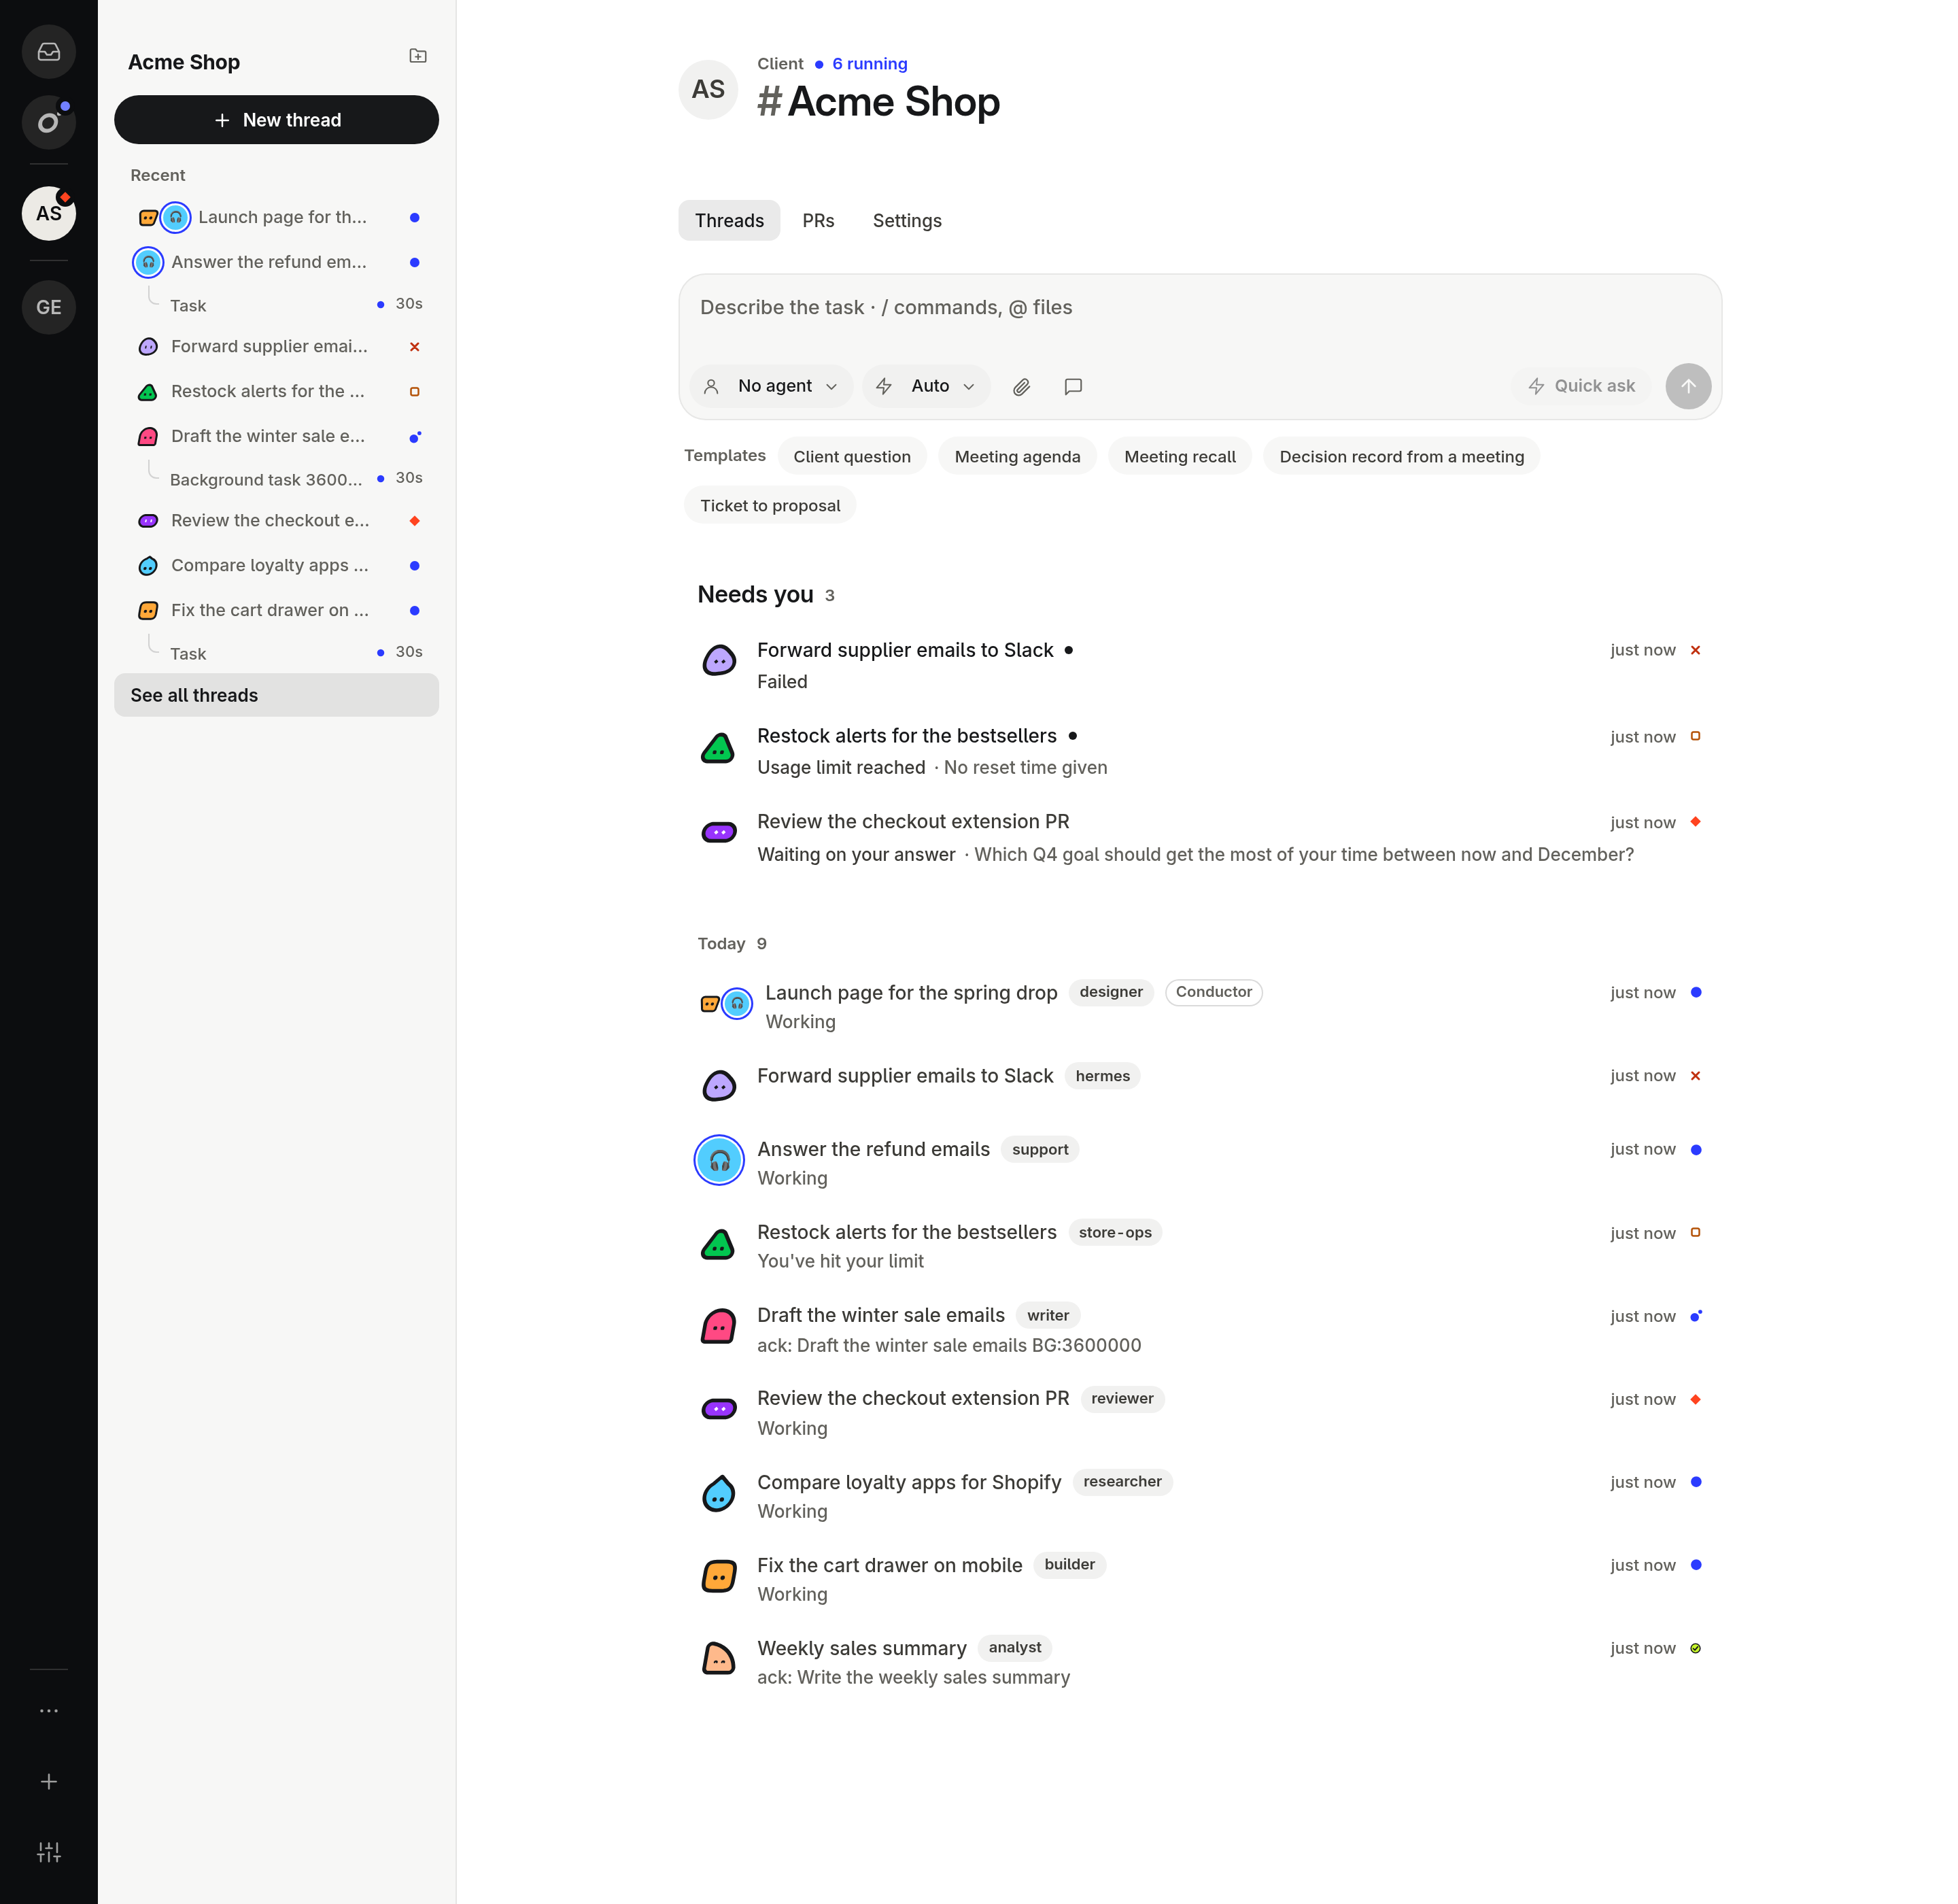 AS
GE
Acme Shop
New thread
Recent
Launch page for th...
Answer the refund em...
Task 30s
Forward supplier emai...
Restock alerts for the ...
Draft the winter sale e...
Background task 3600... 30s
Review the checkout e...
Compare loyalty apps ...
Fix the cart drawer on ...
Task 30s
See all threads
AS
Client 6 running
#Acme Shop
Threads PRs Settings
Describe the task · / commands, @ files
No agent Auto Quick ask
Templates Client question Meeting agenda Meeting recall Decision record from a meeting
Ticket to proposal
Needs you 3
Forward supplier emails to Slack just now
Failed
Restock alerts for the bestsellers just now
Usage limit reached · No reset time given
Review the checkout extension PR just now
Waiting on your answer · Which Q4 goal should get the most of your time between now and December?
Today 9
Launch page for the spring drop designer Conductor just now
Working
Forward supplier emails to Slack hermes just now
Answer the refund emails support just now
Working
Restock alerts for the bestsellers store-ops just now
You've hit your limit
Draft the winter sale emails writer just now
ack: Draft the winter sale emails BG:3600000
Review the checkout extension PR reviewer just now
Working
Compare loyalty apps for Shopify researcher just now
Working
Fix the cart drawer on mobile builder just now
Working
Weekly sales summary analyst just now
ack: Write the weekly sales summary